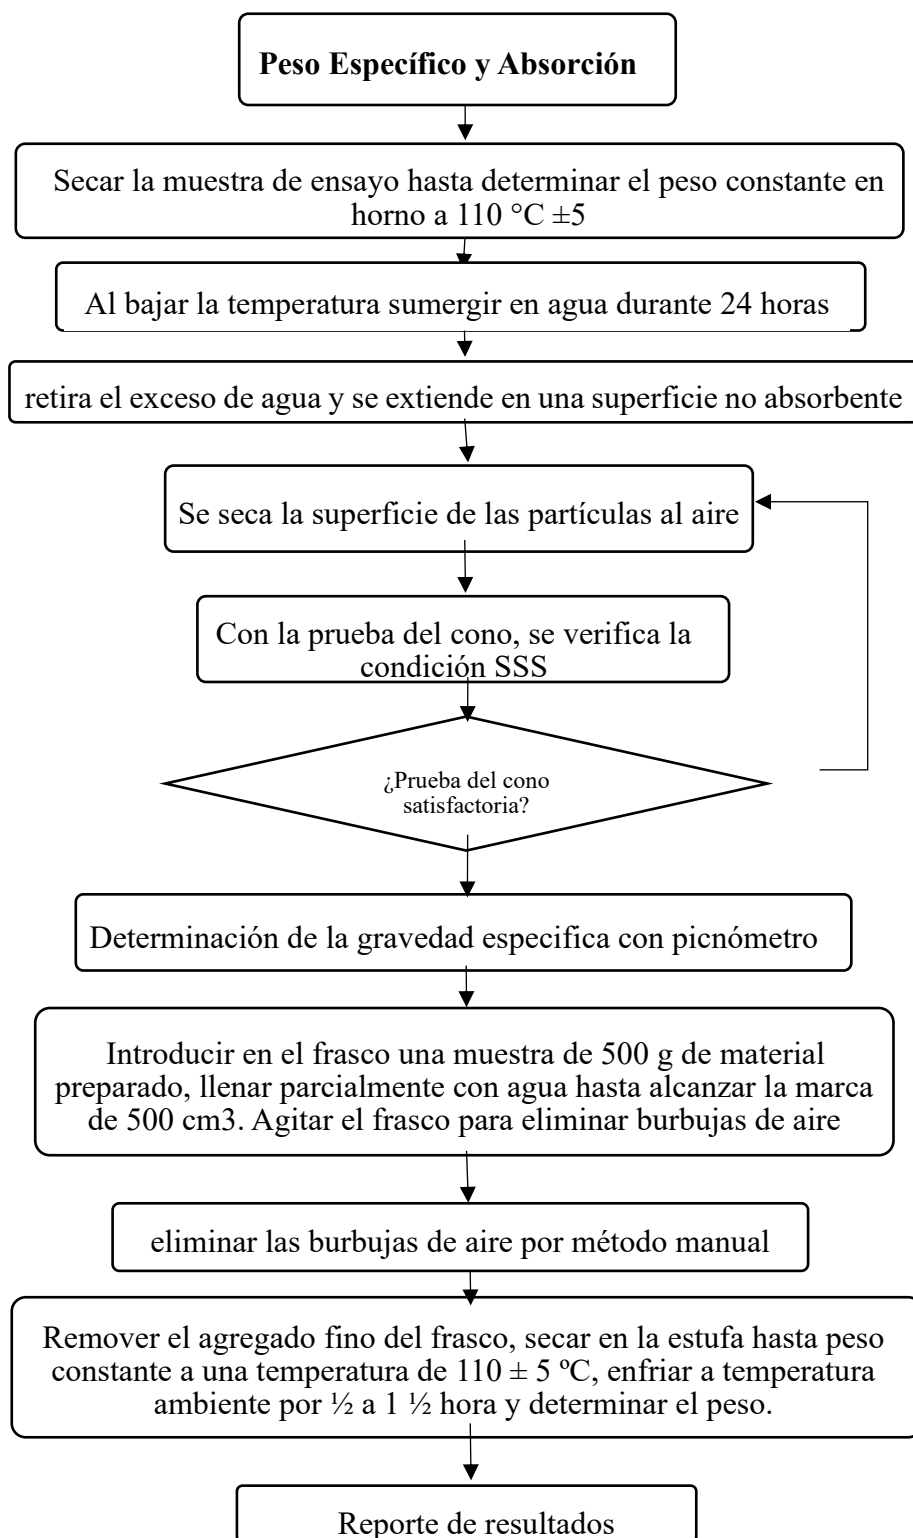 Peso Específico y Absorción
Secar la muestra de ensayo hasta determinar el peso constante en
horno a 110 °C ±5
Al bajar la temperatura sumergir en agua durante 24 horas
retira el exceso de agua y se extiende en una superficie no absorbente
Se seca la superficie de las partículas al aire
Con la prueba del cono, se verifica la
condición SSS
¿Prueba del cono
satisfactoria?
Determinación de la gravedad especifica con picnómetro
Introducir en el frasco una muestra de 500 g de material
preparado, llenar parcialmente con agua hasta alcanzar la marca
de 500 cm3. Agitar el frasco para eliminar burbujas de aire
eliminar las burbujas de aire por método manual
Remover el agregado fino del frasco, secar en la estufa hasta peso
constante a una temperatura de 110 ± 5 ºC, enfriar a temperatura
ambiente por ½ a 1 ½ hora y determinar el peso.
Reporte de resultados